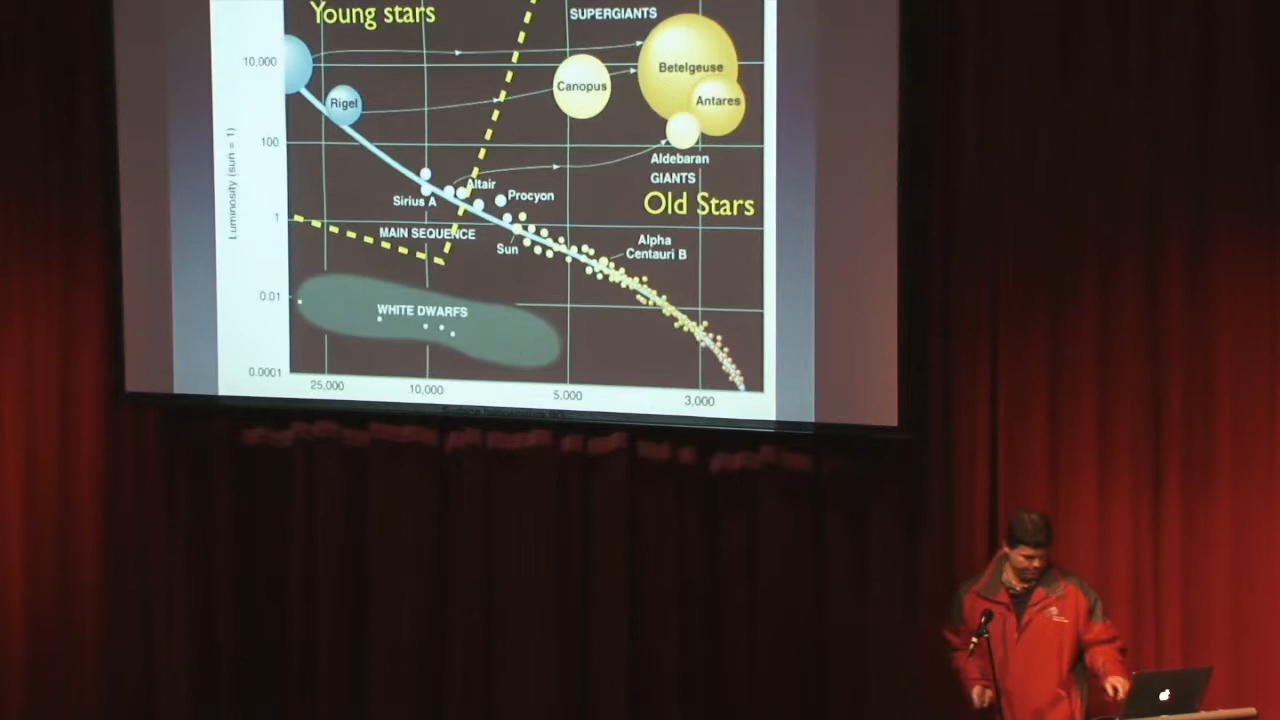 Young stars
SUPERGIANTS
10,000
Betelgeuse
Canopus
Rigel
Antares
100
Aldebaran
GIANTS
Luminosity (sun = 1)
Altair
Sirius A
Procyon
Old Stars
1
MAIN SEQUENCE
Sun
Alpha
Centauri B
0.01
WHITE DWARFS
0.0001
25,000
10,000
5,000
3,000